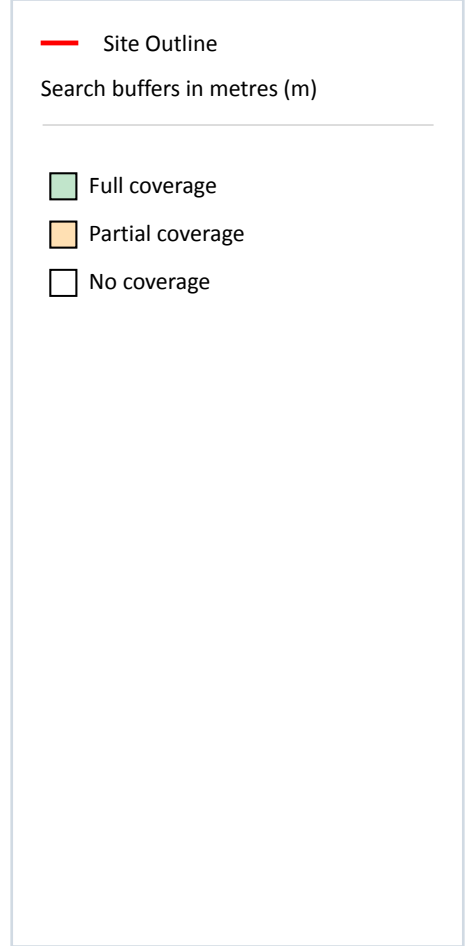 Site Outline
Search buffers in metres (m)
Full coverage
Partial coverage
No coverage